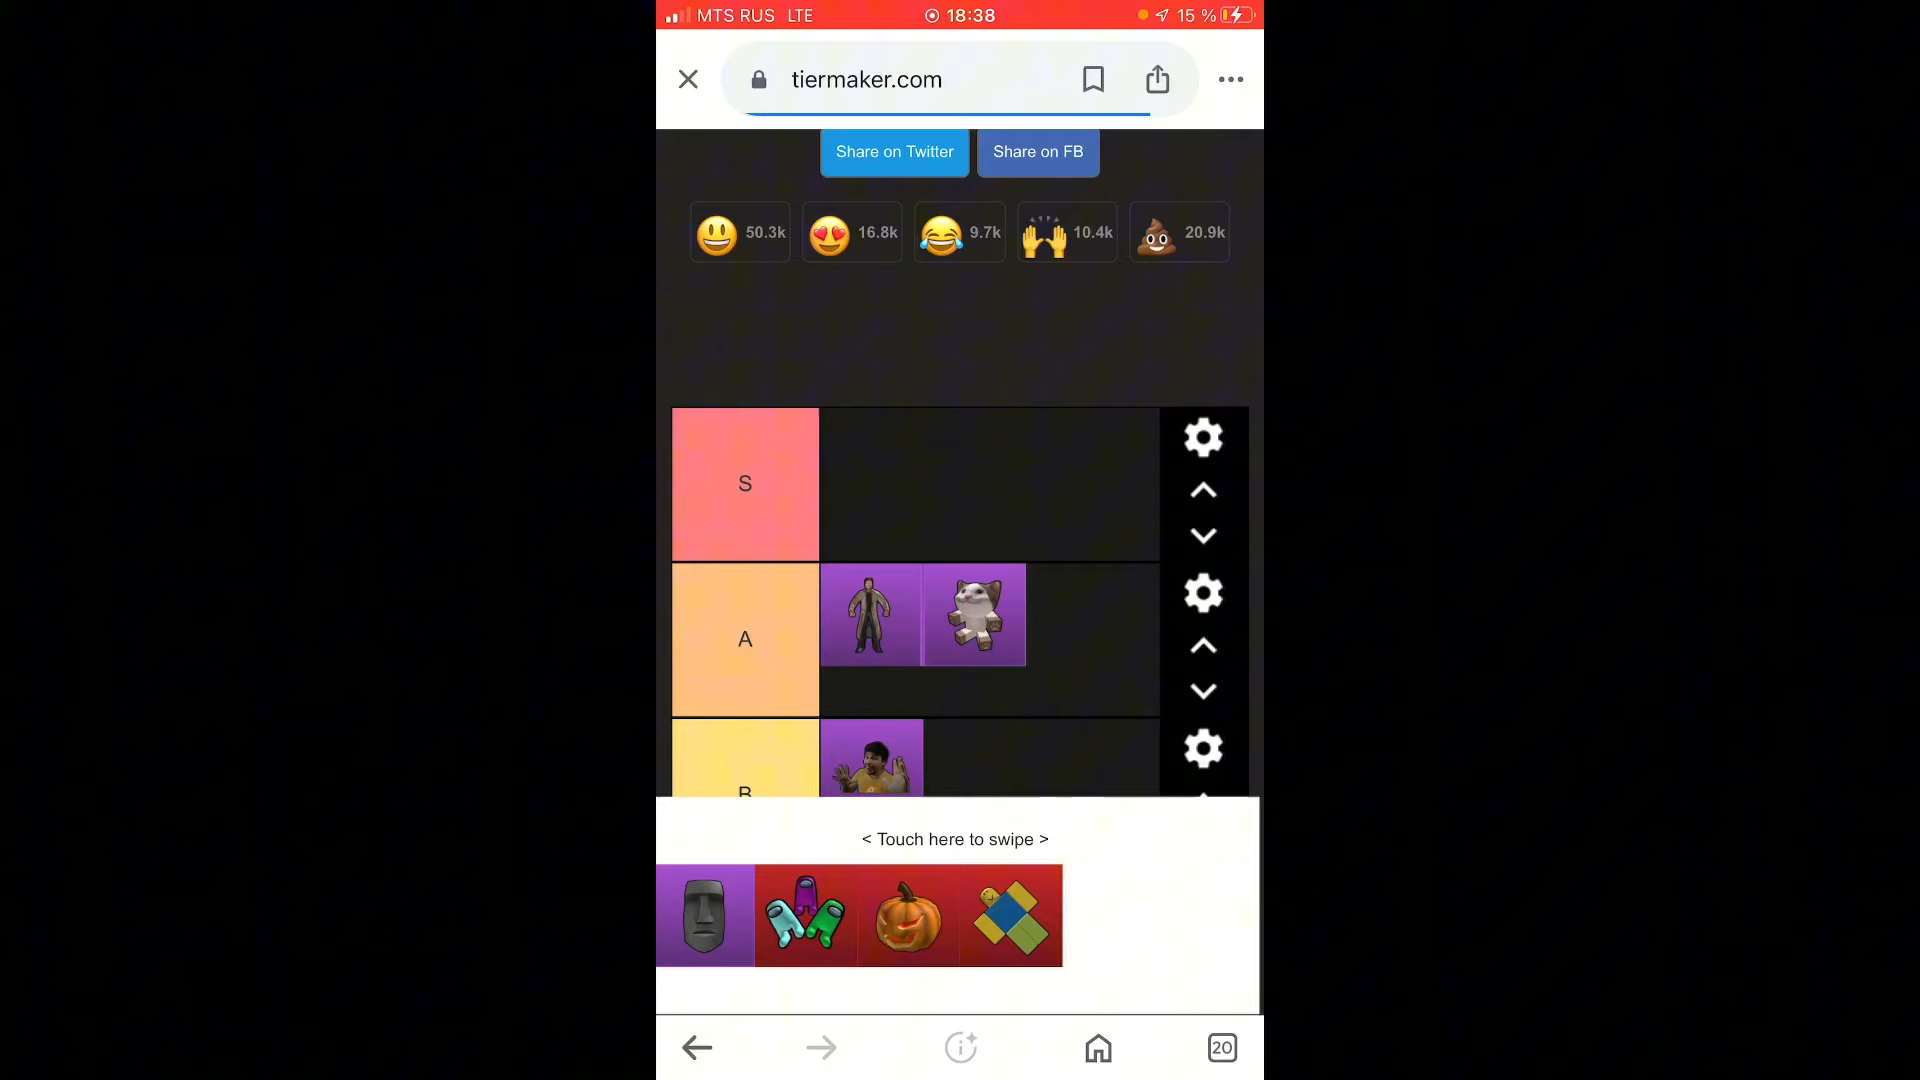 MTS RUS LTE 18:38 15 %
tiermaker.com
Share on Twitter Share on FB
50.3k 16.8k 9.7k 10.4k 20.9k
S
A
B
< Touch here to swipe >
20